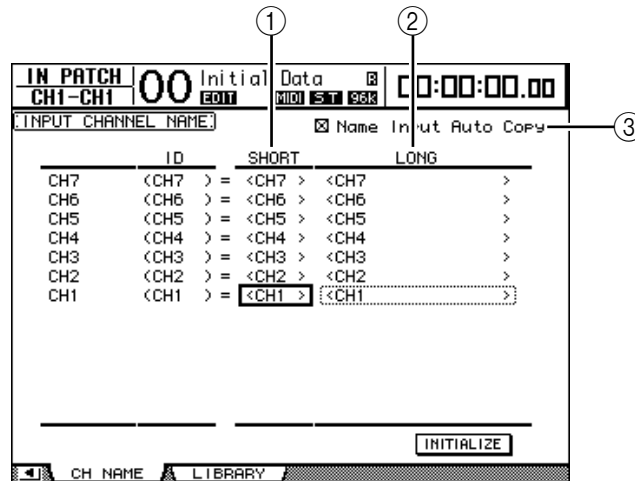 ① ②
IN PATCH
CH1-CH1
00
Initial Data R
EDIT MIDI ST 96k
00:00:00.00
INPUT CHANNEL NAME
Name Input Auto Copy ③
ID SHORT LONG
CH7 (CH7 ) = <CH7 > <CH7 >
CH6 (CH6 ) = <CH6 > <CH6 >
CH5 (CH5 ) = <CH5 > <CH5 >
CH4 (CH4 ) = <CH4 > <CH4 >
CH3 (CH3 ) = <CH3 > <CH3 >
CH2 (CH2 ) = <CH2 > <CH2 >
CH1 (CH1 ) = <CH1 > <CH1 >
INITIALIZE
CH NAME LIBRARY